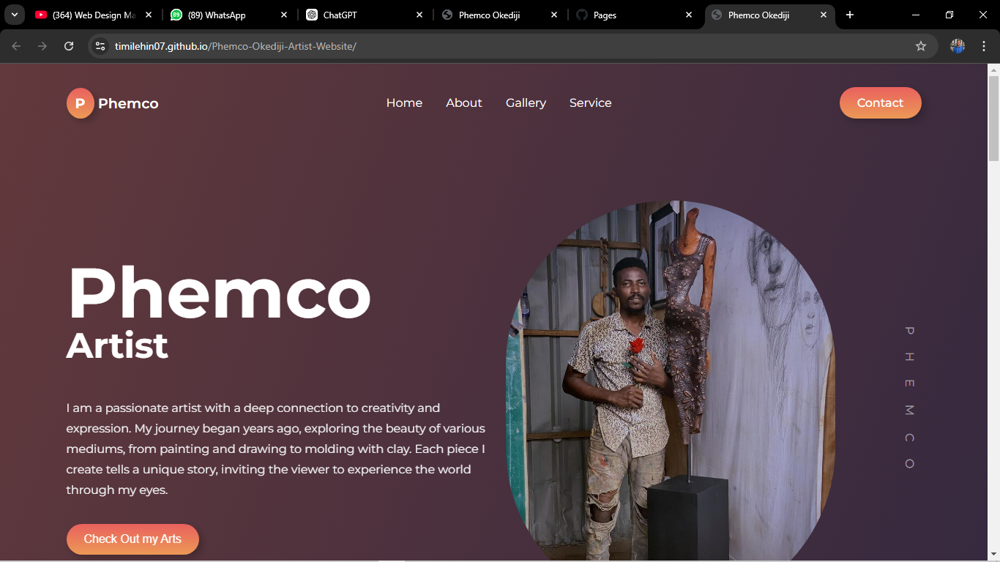 (364) Web Design Ma
(89) WhatsApp
ChatGPT
Phemco Okediji
Pages
Phemco Okediji
timilehin07.github.io/Phemco-Okediji-Artist-Website/
P Phemco
Home About Gallery Service
Contact
Phemco
Artist
I am a passionate artist with a deep connection to creativity and
expression. My journey began years ago, exploring the beauty of various
mediums, from painting and drawing to molding with clay. Each piece I
create tells a unique story, inviting the viewer to experience the world
through my eyes.
Check Out my Arts
PHEMCO